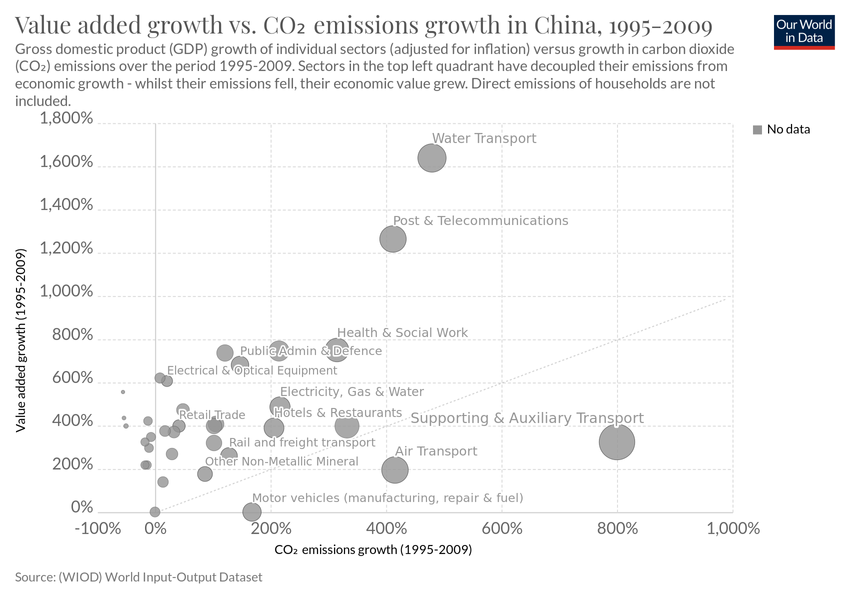 Value added growth vs. CO₂ emissions growth in China, 1995-2009
Our World
in Data
Gross domestic product (GDP) growth of individual sectors (adjusted for inflation) versus growth in carbon dioxide
(CO₂) emissions over the period 1995-2009. Sectors in the top left quadrant have decoupled their emissions from
economic growth - whilst their emissions fell, their economic value grew. Direct emissions of households are not
included.
1,800%
No data
Water Transport
1,600%
1,400%
Post & Telecommunications
1,200%
1,000%
Health & Social Work
800%
Public Admin & Defence
Electrical & Optical Equipment
600%
Electricity, Gas & Water
Retail Trade
Hotels & Restaurants
Supporting & Auxiliary Transport
400%
Rail and freight transport
Air Transport
Other Non-Metallic Mineral
200%
Motor vehicles (manufacturing, repair & fuel)
0%
Value added growth (1995-2009)
-100%
0%
200%
400%
600%
800%
1,000%
CO₂ emissions growth (1995-2009)
Source: (WIOD) World Input-Output Dataset